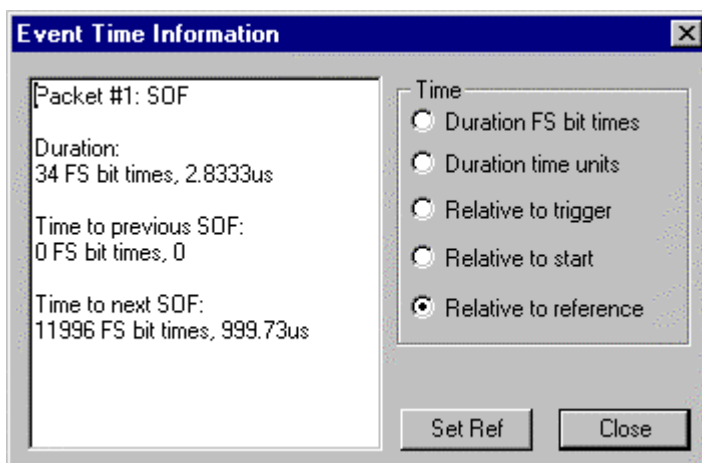 Event Time Information
Packet #1: SOF
Duration:
34 FS bit times, 2.8333us
Time to previous SOF:
0 FS bit times, 0
Time to next SOF:
11996 FS bit times, 999.73us
Time
Duration FS bit times
Duration time units
Relative to trigger
Relative to start
Relative to reference
Set Ref
Close